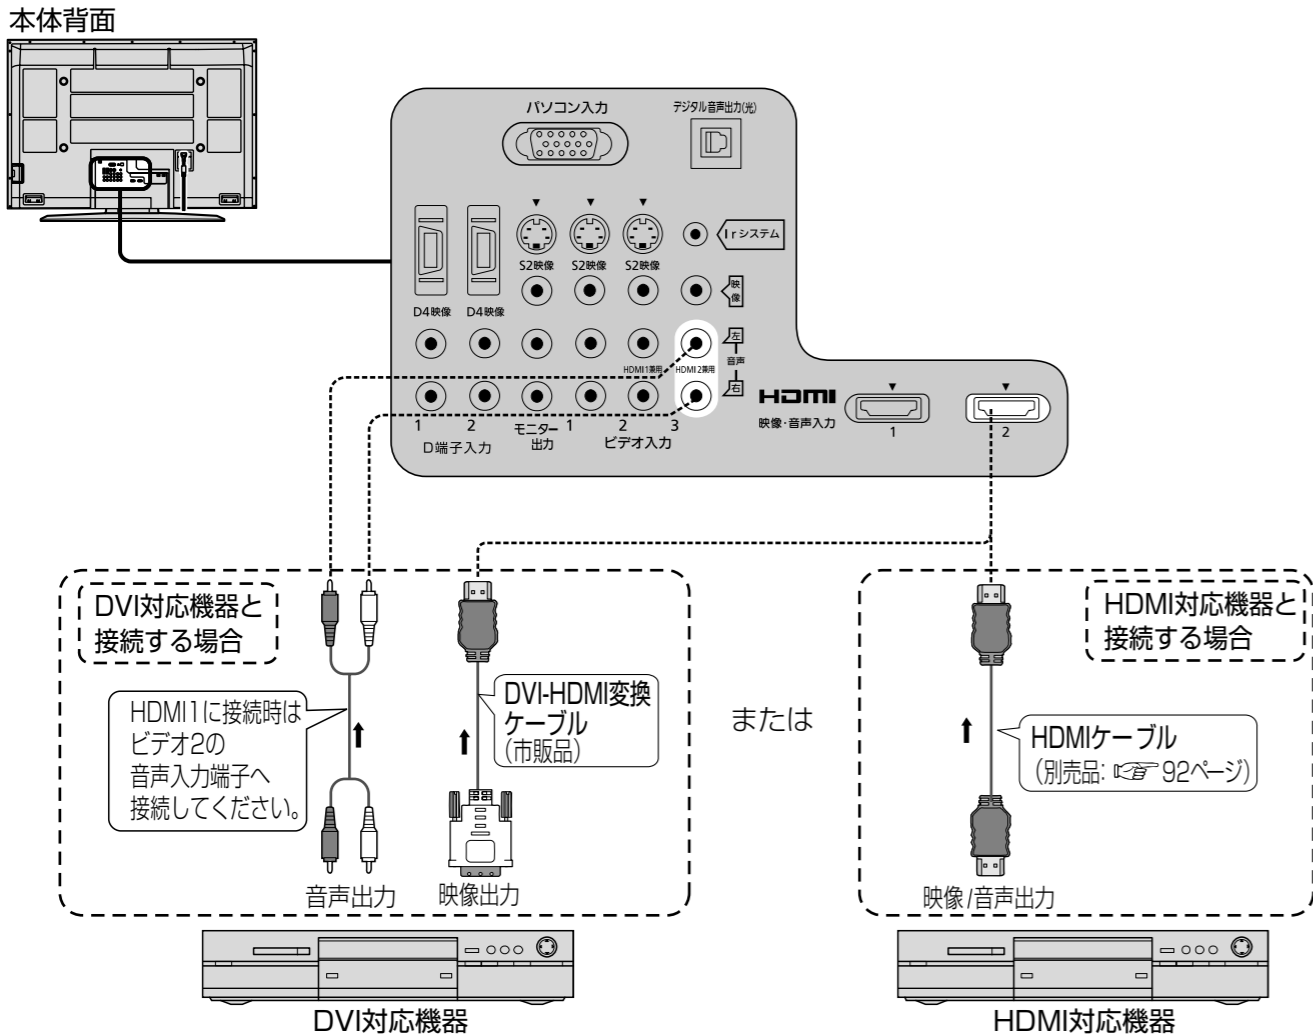 本体背面
パソコン入力
デジタル音声出力(光)
Irシステム
S2映像 S2映像 S2映像
映像
D4映像 D4映像
左
音声
右
HDMI1兼用 HDMI2兼用
HDMI
映像・音声入力
1 2
1 2 モニター出力 1 2 3
D端子入力 ビデオ入力
DVI対応機器と
接続する場合
HDMI1に接続時は
ビデオ2の
音声入力端子へ
接続してください。
DVI-HDMI変換
ケーブル
(市販品)
音声出力
映像出力
または
HDMI対応機器と
接続する場合
HDMIケーブル
(別売品: ☞92ページ)
映像/音声出力
DVI対応機器
HDMI対応機器